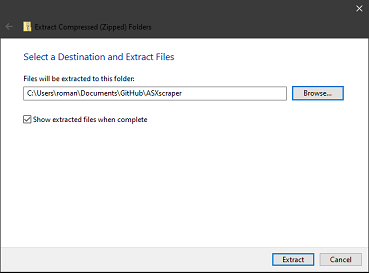 Extract Compressed (Zipped) Folders
Select a Destination and Extract Files
Files will be extracted to this folder:
C:\Users\roman\Documents\GitHub\ASXscraper
Browse...
Show extracted files when complete
Extract
Cancel